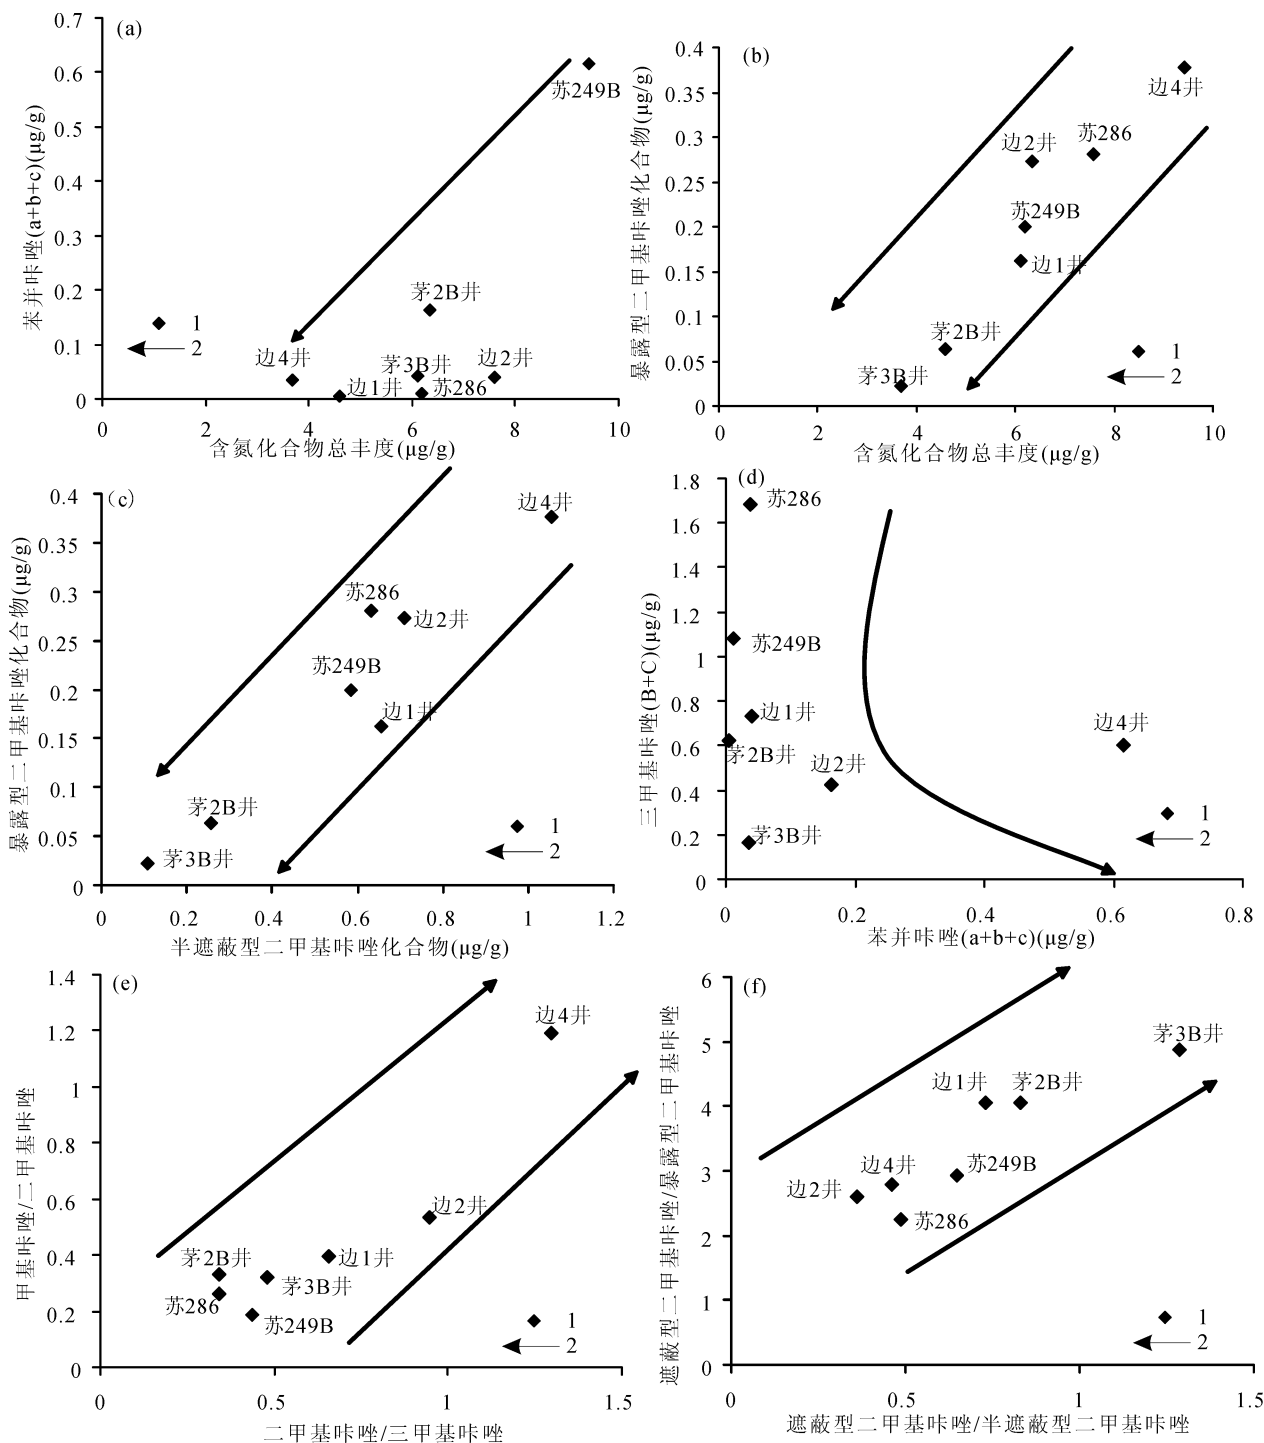 (a)
苯并咔唑(a+b+c)(μg/g)
0.7
0.6
0.5
0.4
0.3
0.2
0.1
0
苏249B
茅2B井
边4井
茅3B井
边2井
边1井
苏286
1
2
0 2 4 6 8 10
含氮化合物总丰度(μg/g)
(b)
暴露型二甲基咔唑化合物(μg/g)
0.4
0.35
0.3
0.25
0.2
0.15
0.1
0.05
0
边4井
苏286
边2井
苏249B
边1井
茅2B井
茅3B井
1
2
0 2 4 6 8 10
含氮化合物总丰度(μg/g)
(c)
暴露型二甲基咔唑化合物(μg/g)
0.4
0.35
0.3
0.25
0.2
0.15
0.1
0.05
0
边4井
苏286
边2井
苏249B
边1井
茅2B井
茅3B井
1
2
0 0.2 0.4 0.6 0.8 1 1.2
半遮蔽型二甲基咔唑化合物(μg/g)
(d)
三甲基咔唑(B+C)(μg/g)
1.8
1.6
1.4
1.2
1
0.8
0.6
0.4
0.2
0
苏286
苏249B
边1井
边4井
茅2B井
边2井
茅3B井
1
2
0 0.2 0.4 0.6 0.8
苯并咔唑(a+b+c)(μg/g)
(e)
甲基咔唑/二甲基咔唑
1.4
1.2
1
0.8
0.6
0.4
0.2
0
边4井
边2井
茅2B井
边1井
茅3B井
苏286
苏249B
1
2
0 0.5 1 1.5
二甲基咔唑/三甲基咔唑
(f)
遮蔽型二甲基咔唑/暴露型二甲基咔唑
6
5
4
3
2
1
0
茅3B井
边1井
茅2B井
边4井
苏249B
边2井
苏286
1
2
0 0.5 1 1.5
遮蔽型二甲基咔唑/半遮蔽型二甲基咔唑